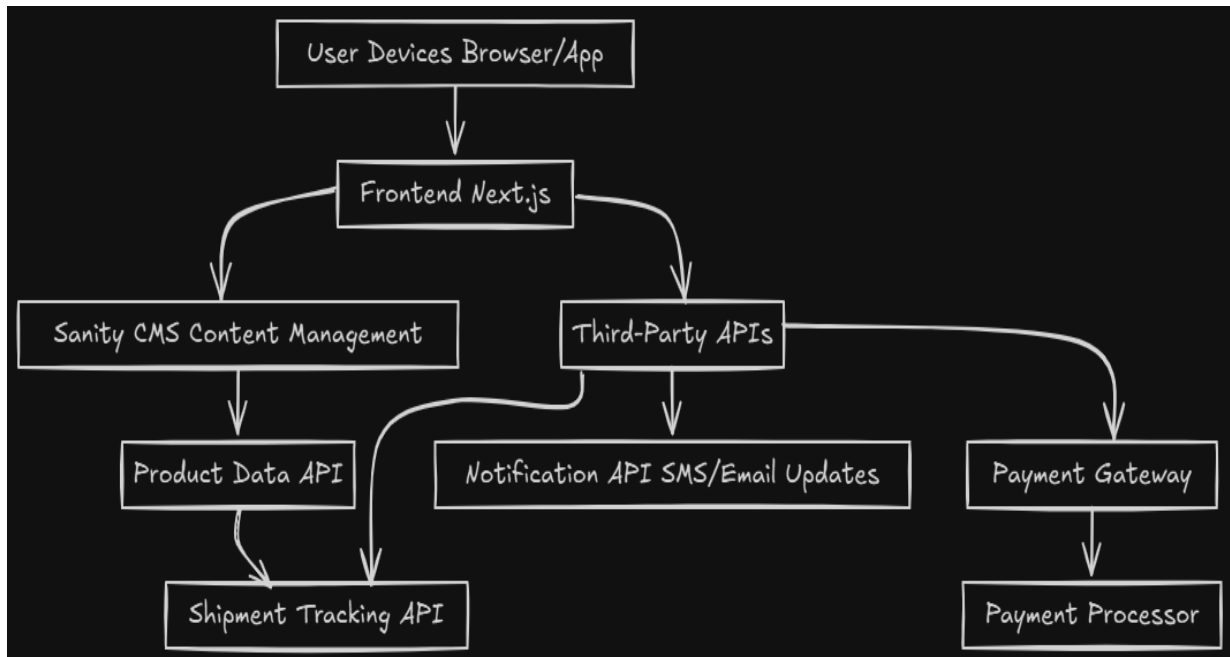 User Devices Browser/App
Frontend Next.js
Sanity CMS Content Management
Third-Party APIs
Product Data API
Notification API SMS/Email Updates
Payment Gateway
Shipment Tracking API
Payment Processor